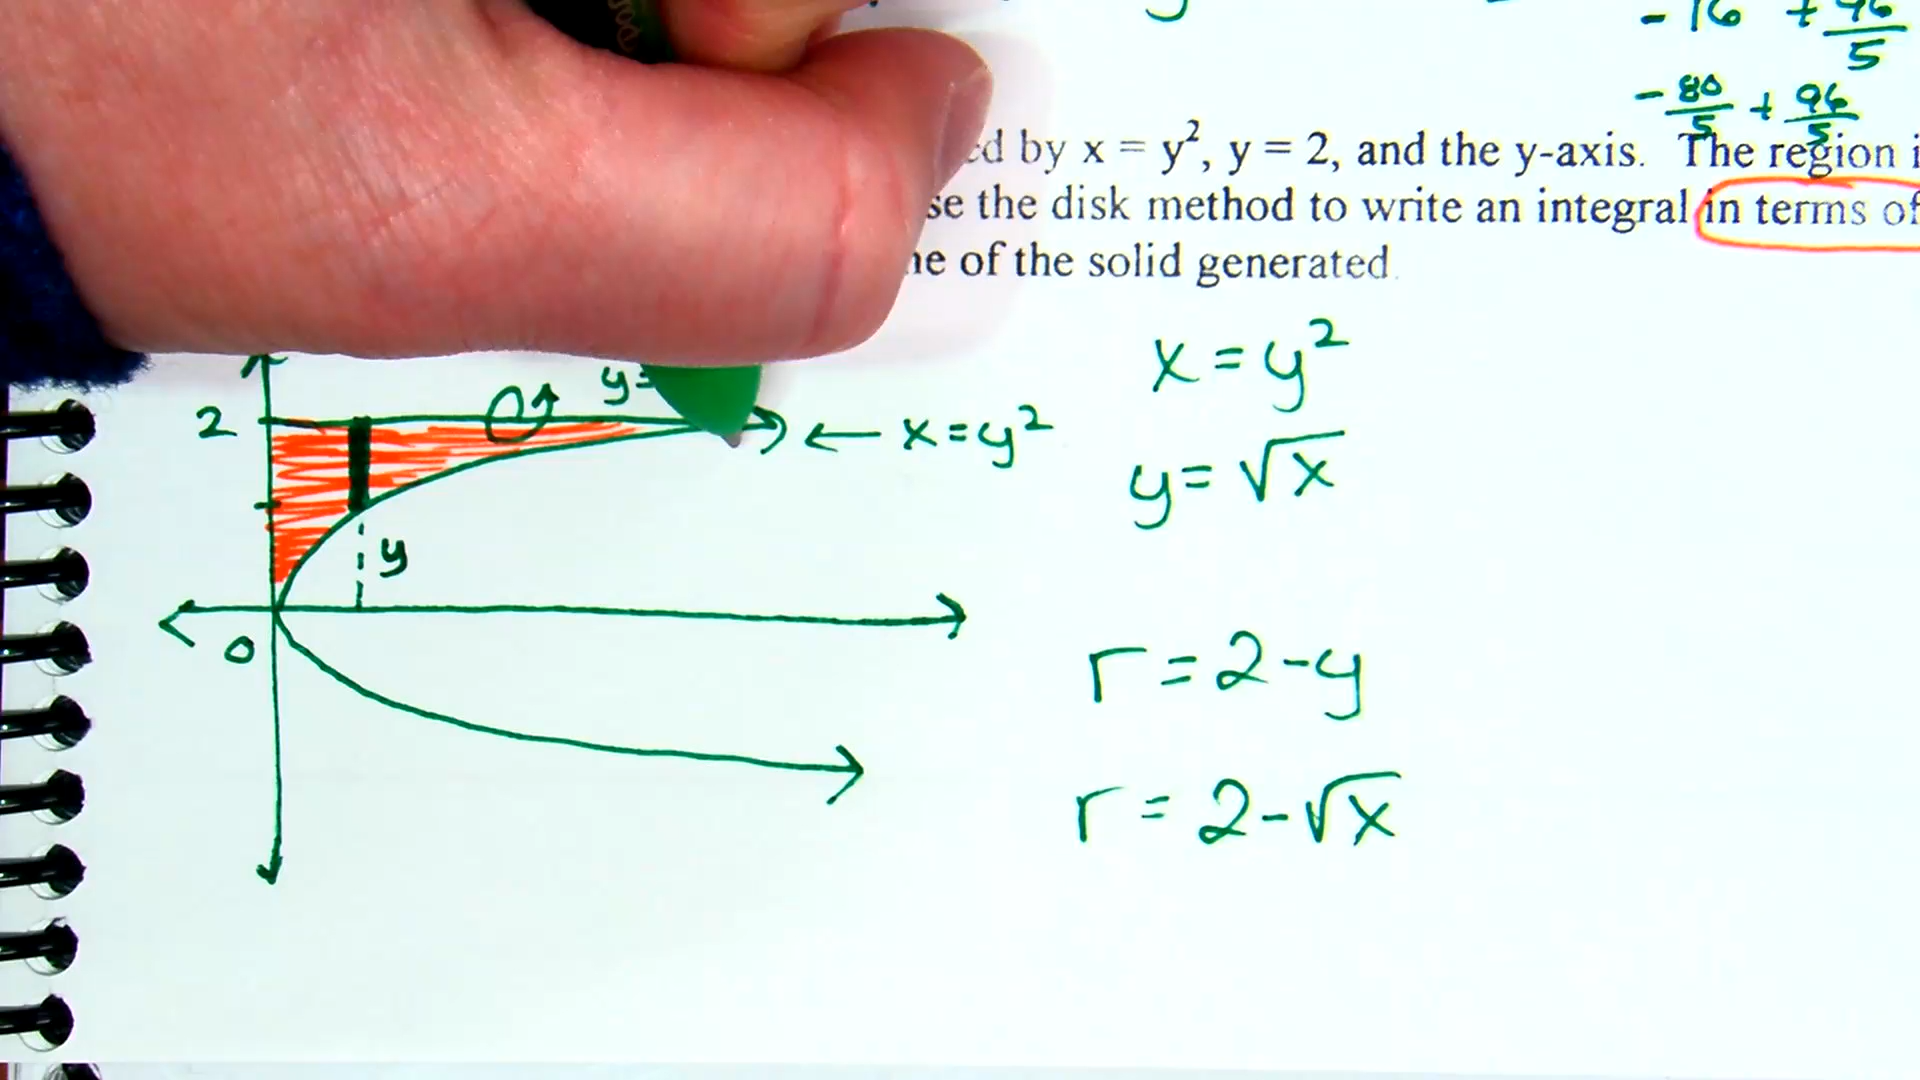 - 16 + 96/5
- 80/5 + 96/5
ed by x = y², y = 2, and the y-axis. The region
se the disk method to write an integral in terms of
of the solid generated.
x = y²
y =
2
← x = y²
y = √x
y
0
r = 2 - y
r = 2 - √x